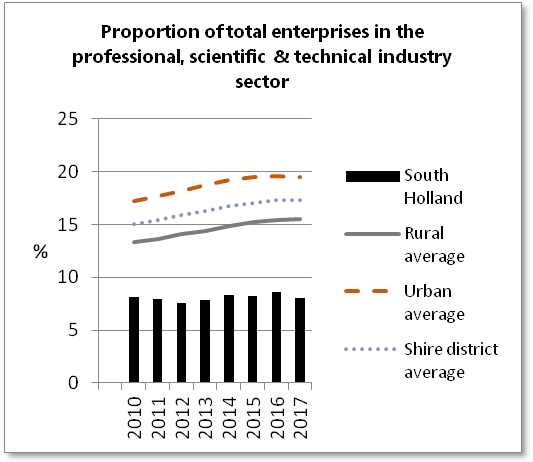 Proportion of total enterprises in the
professional, scientific & technical industry
sector
25
20
15
10
5
0
%
2010
2011
2012
2013
2014
2015
2016
2017
South
Holland
Rural
average
Urban
average
Shire district
average